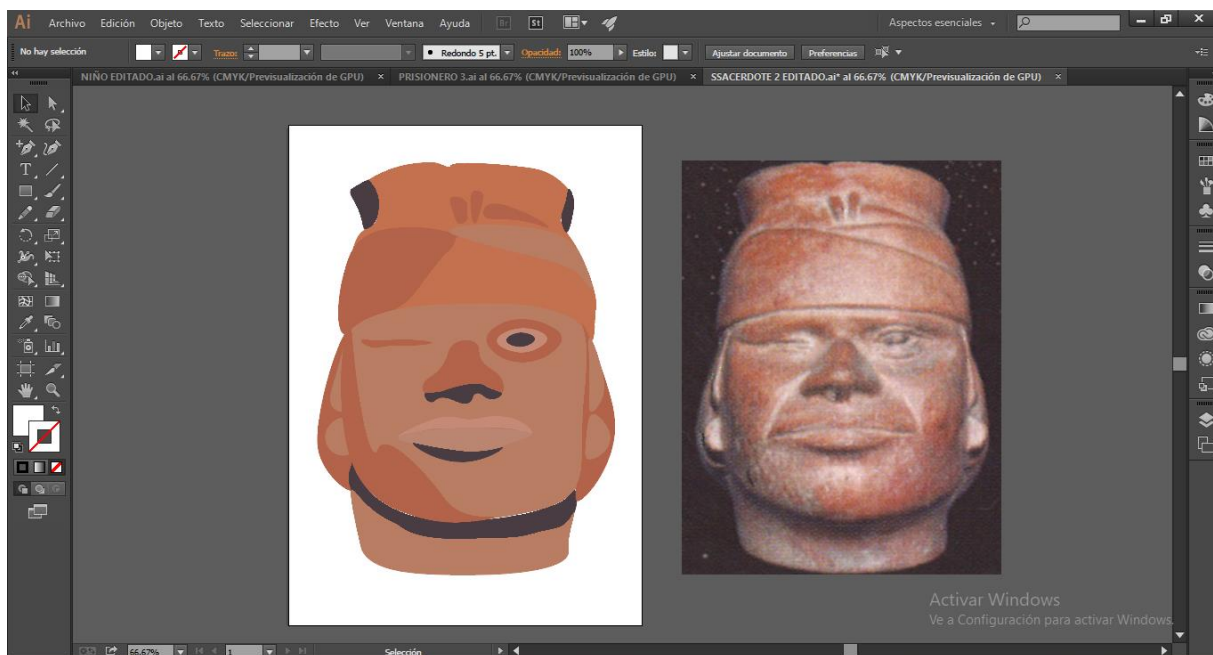 Ai Archivo Edición Objeto Texto Seleccionar Efecto Ver Ventana Ayuda Br St Aspectos esenciales
No hay selección Trazo: Redondo 5 pt. Opacidad: 100% Estilo: Ajustar documento Preferencias
NIÑO EDITADO.ai al 66.67% (CMYK/Previsualización de GPU) × PRISIONERO 3.ai al 66.67% (CMYK/Previsualización de GPU) × SSACERDOTE 2 EDITADO.ai* al 66.67% (CMYK/Previsualización de GPU) ×
Activar Windows
Ve a Configuración para activar Windows.
66.67% 1 Selección